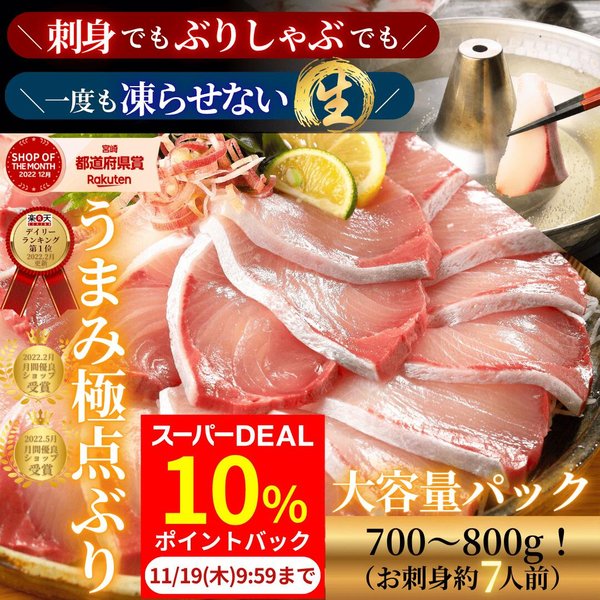 刺身でもぶりしゃぶでも
一度も凍らせない生
SHOP OF
THE MONTH
2022 12月
宮崎
都道府県賞
Rakuten
楽天
デイリー
ランキング
第1位
2022.2月
更新
うまみ極点ぶり
2022.2月
月間優良
ショップ
受賞
2022.5月
月間優良
ショップ
受賞
スーパーDEAL
10%
ポイントバック
11/19(木)9:59まで
大容量パック
700〜800g!
(お刺身約7人前)